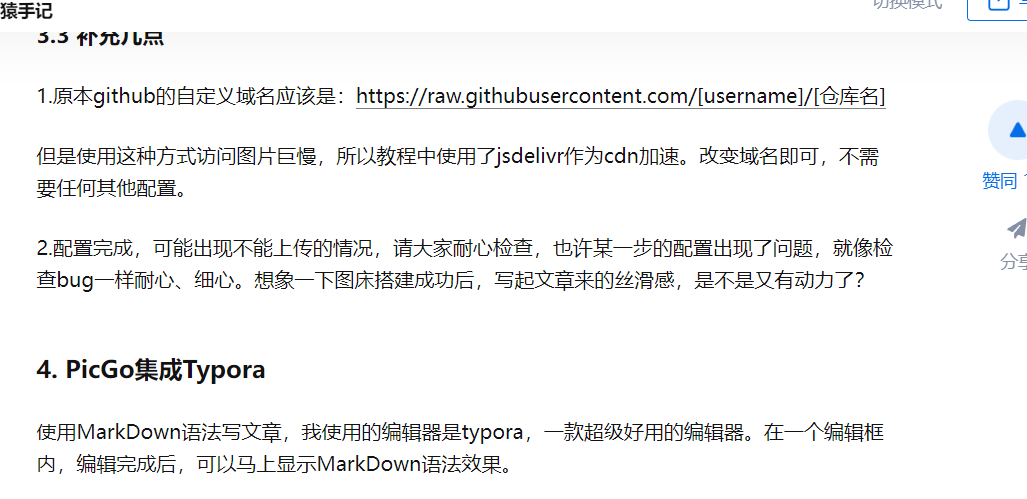 猿手记
切换模式
3.3 补充几点
1.原本github的自定义域名应该是：https://raw.githubusercontent.com/[username]/[仓库名]
但是使用这种方式访问图片巨慢，所以教程中使用了jsdelivr作为cdn加速。改变域名即可，不需
要任何其他配置。
赞同
2.配置完成，可能出现不能上传的情况，请大家耐心检查，也许某一步的配置出现了问题，就像检
查bug一样耐心、细心。想象一下图床搭建成功后，写起文章来的丝滑感，是不是又有动力了？
分享
4. PicGo集成Typora
使用MarkDown语法写文章，我使用的编辑器是typora，一款超级好用的编辑器。在一个编辑框
内，编辑完成后，可以马上显示MarkDown语法效果。